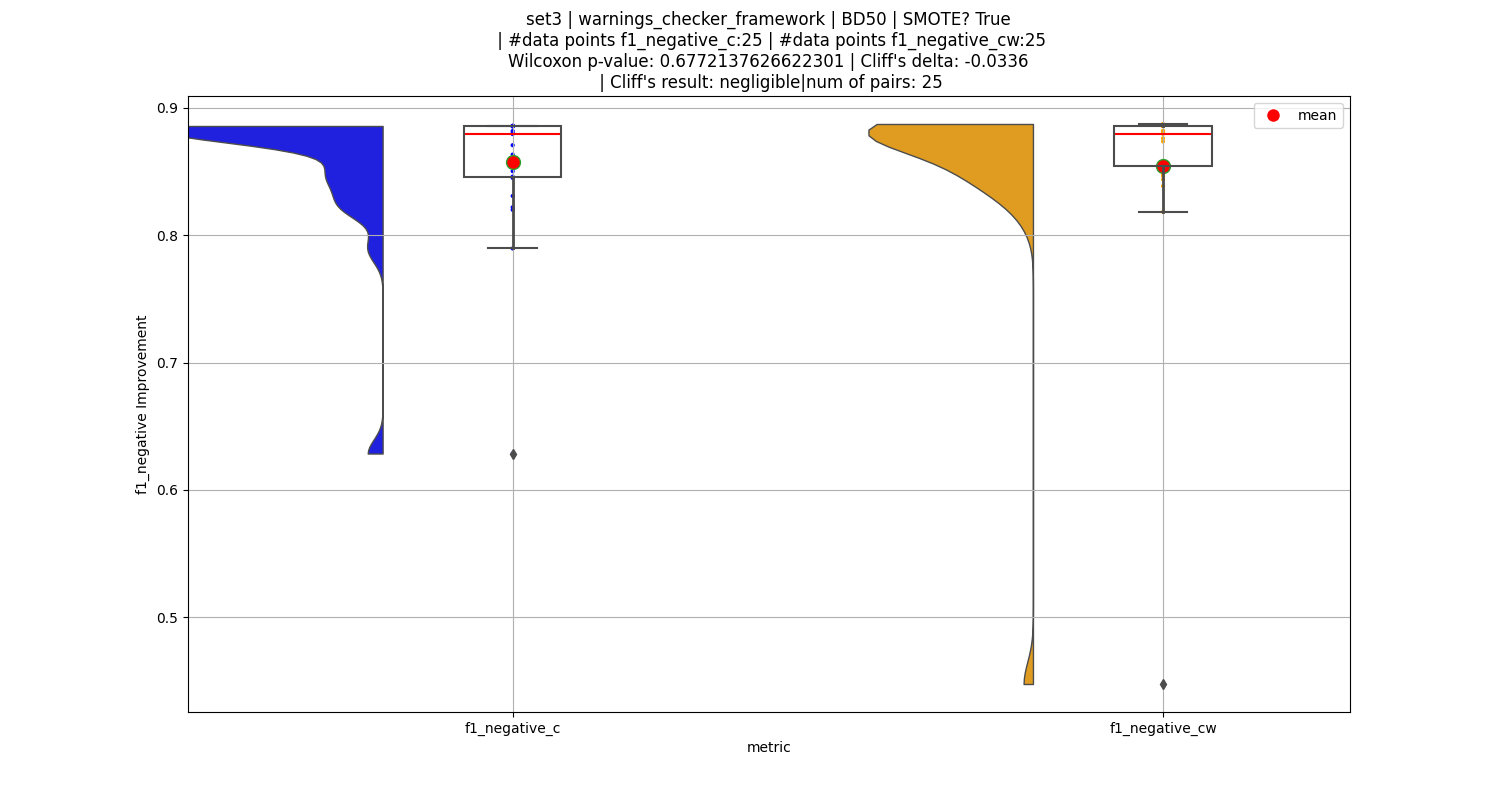 set3 | warnings_checker_framework | BD50 | SMOTE? True
| #data points f1_negative_c:25 | #data points f1_negative_cw:25
Wilcoxon p-value: 0.6772137626622301 | Cliff's delta: -0.0336
| Cliff's result: negligible|num of pairs: 25
mean
0.9
0.8
0.7
0.6
0.5
f1_negative Improvement
f1_negative_c
f1_negative_cw
metric